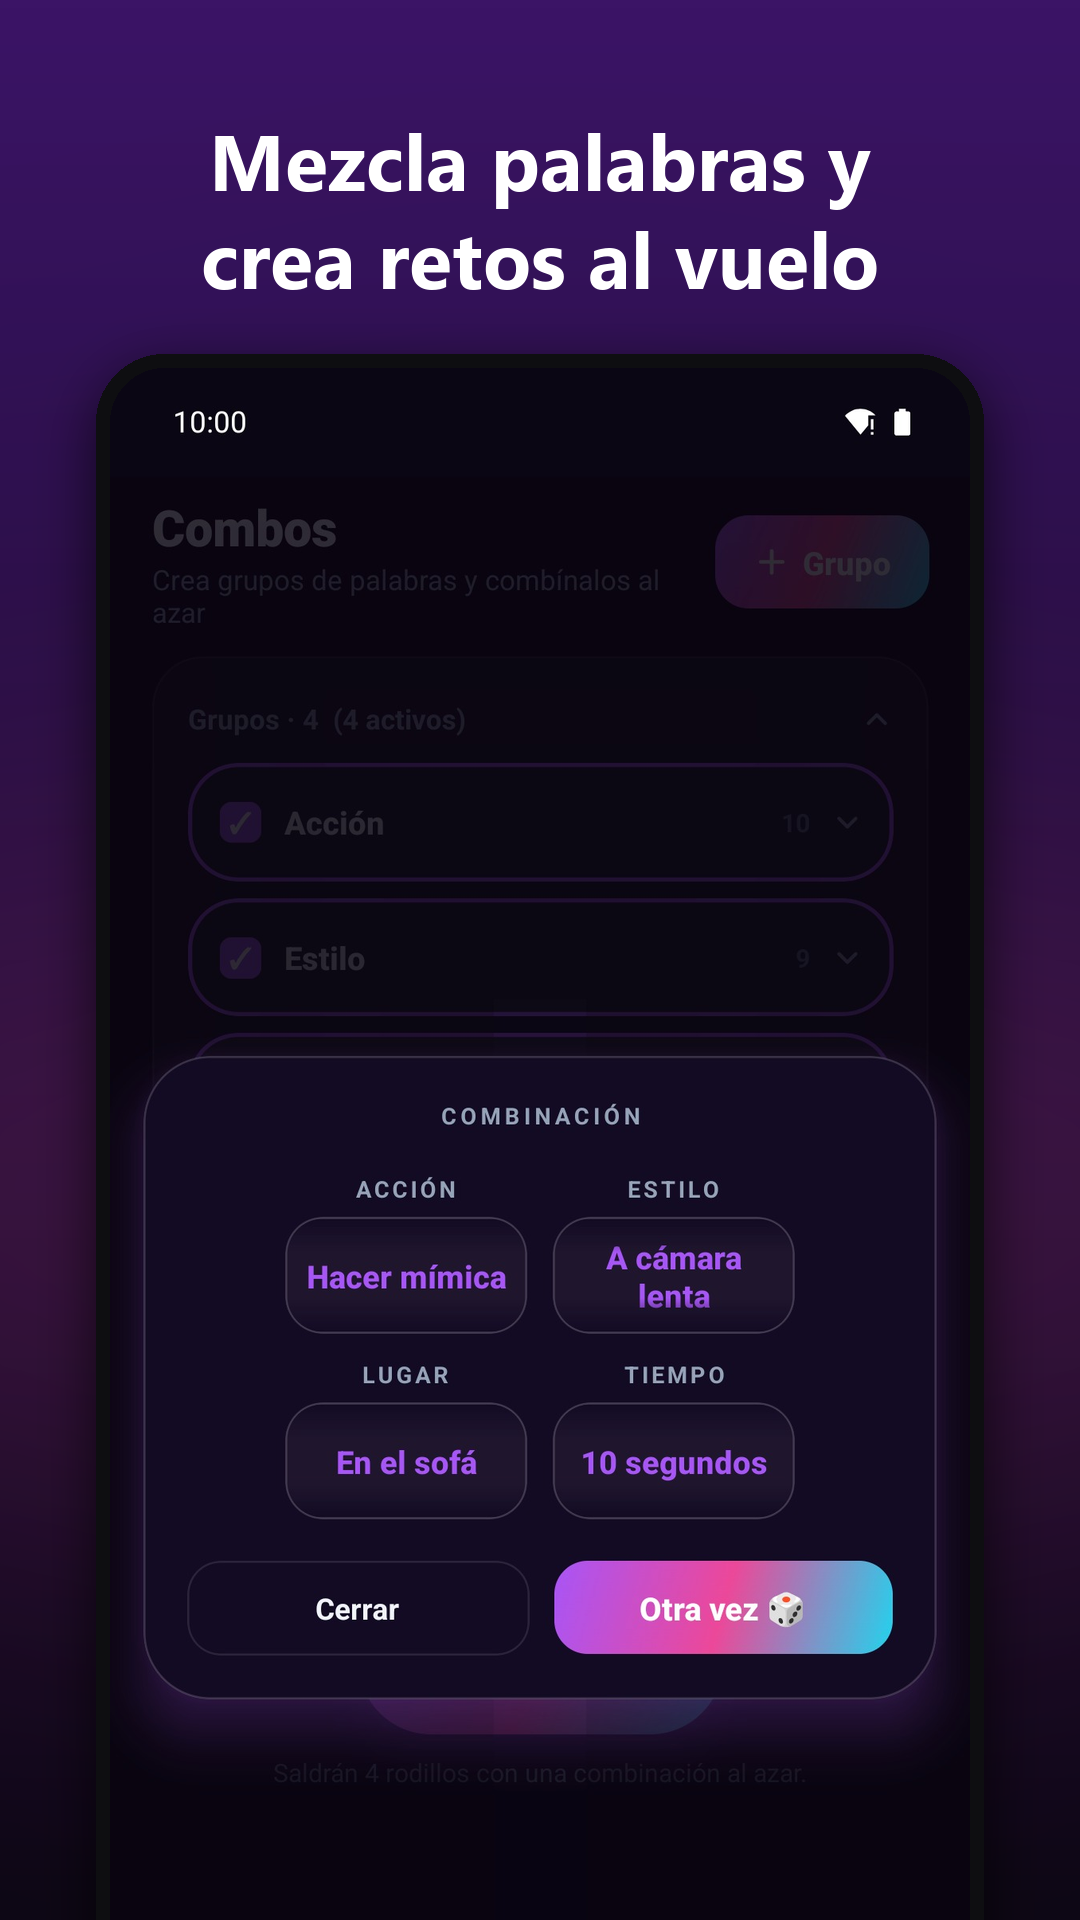 Mezcla palabras y
crea retos al vuelo
10:00
Combos
Crea grupos de palabras y combínalos al
azar
+ Grupo
Grupos · 4 (4 activos)
Acción
10
Estilo
9
COMBINACIÓN
ACCIÓN
ESTILO
Hacer mímica
A cámara
lenta
LUGAR
TIEMPO
En el sofá
10 segundos
Cerrar
Otra vez 🎲
Saldrán 4 rodillos con una combinación al azar.